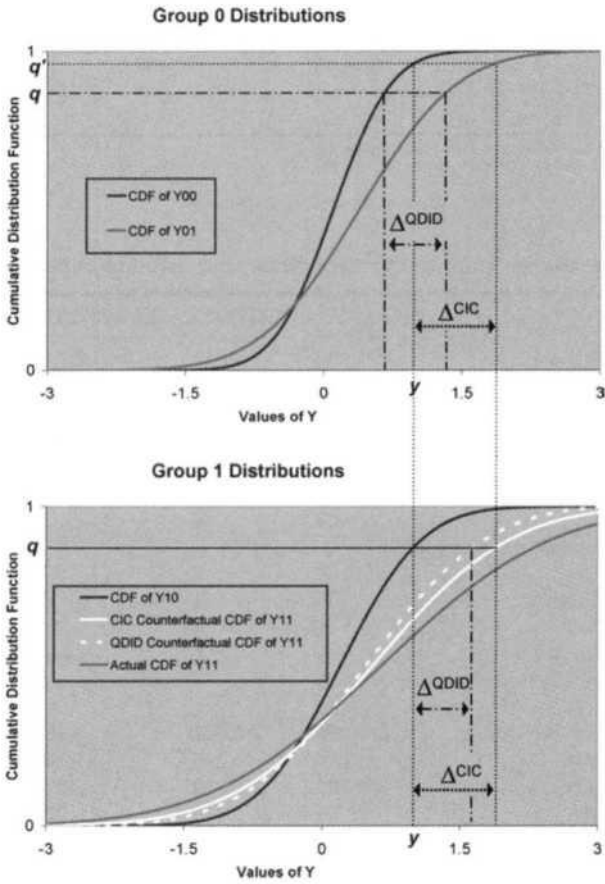 Group 0 Distributions
Cumulative Distribution Function
1
q'
q
0
CDF of Y00
CDF of Y01
Δ^QDID
Δ^CIC
-3
-1.5
0
y
1.5
3
Values of Y
Group 1 Distributions
Cumulative Distribution Function
1
q
0
CDF of Y10
CIC Counterfactual CDF of Y11
QDID Counterfactual CDF of Y11
Actual CDF of Y11
Δ^QDID
Δ^CIC
-3
-1.5
0
y
1.5
3
Values of Y